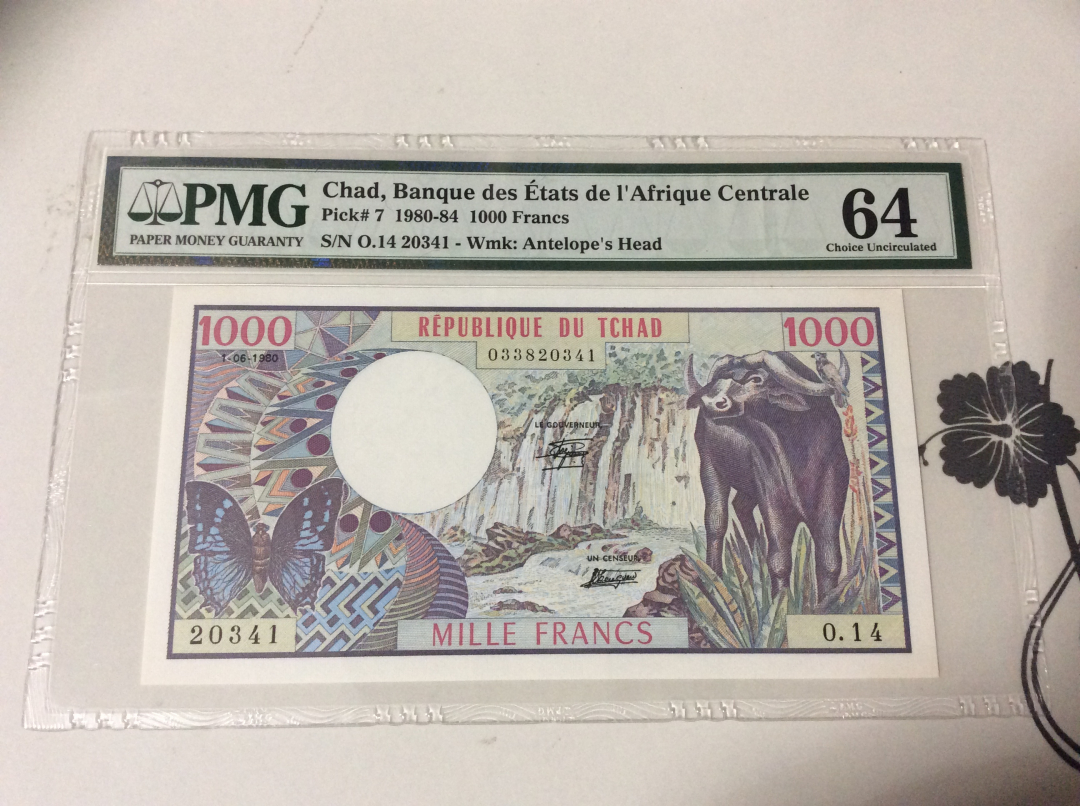 PMG
PAPER MONEY GUARANTY
Chad, Banque des États de l'Afrique Centrale
Pick# 7 1980-84 1000 Francs
S/N O.14 20341 - Wmk: Antelope's Head
64
Choice Uncirculated
1000
RÉPUBLIQUE DU TCHAD
1000
1-06-1980
033820341
LE GOUVERNEUR
UN CENSEUR
20341
MILLE FRANCS
O.14